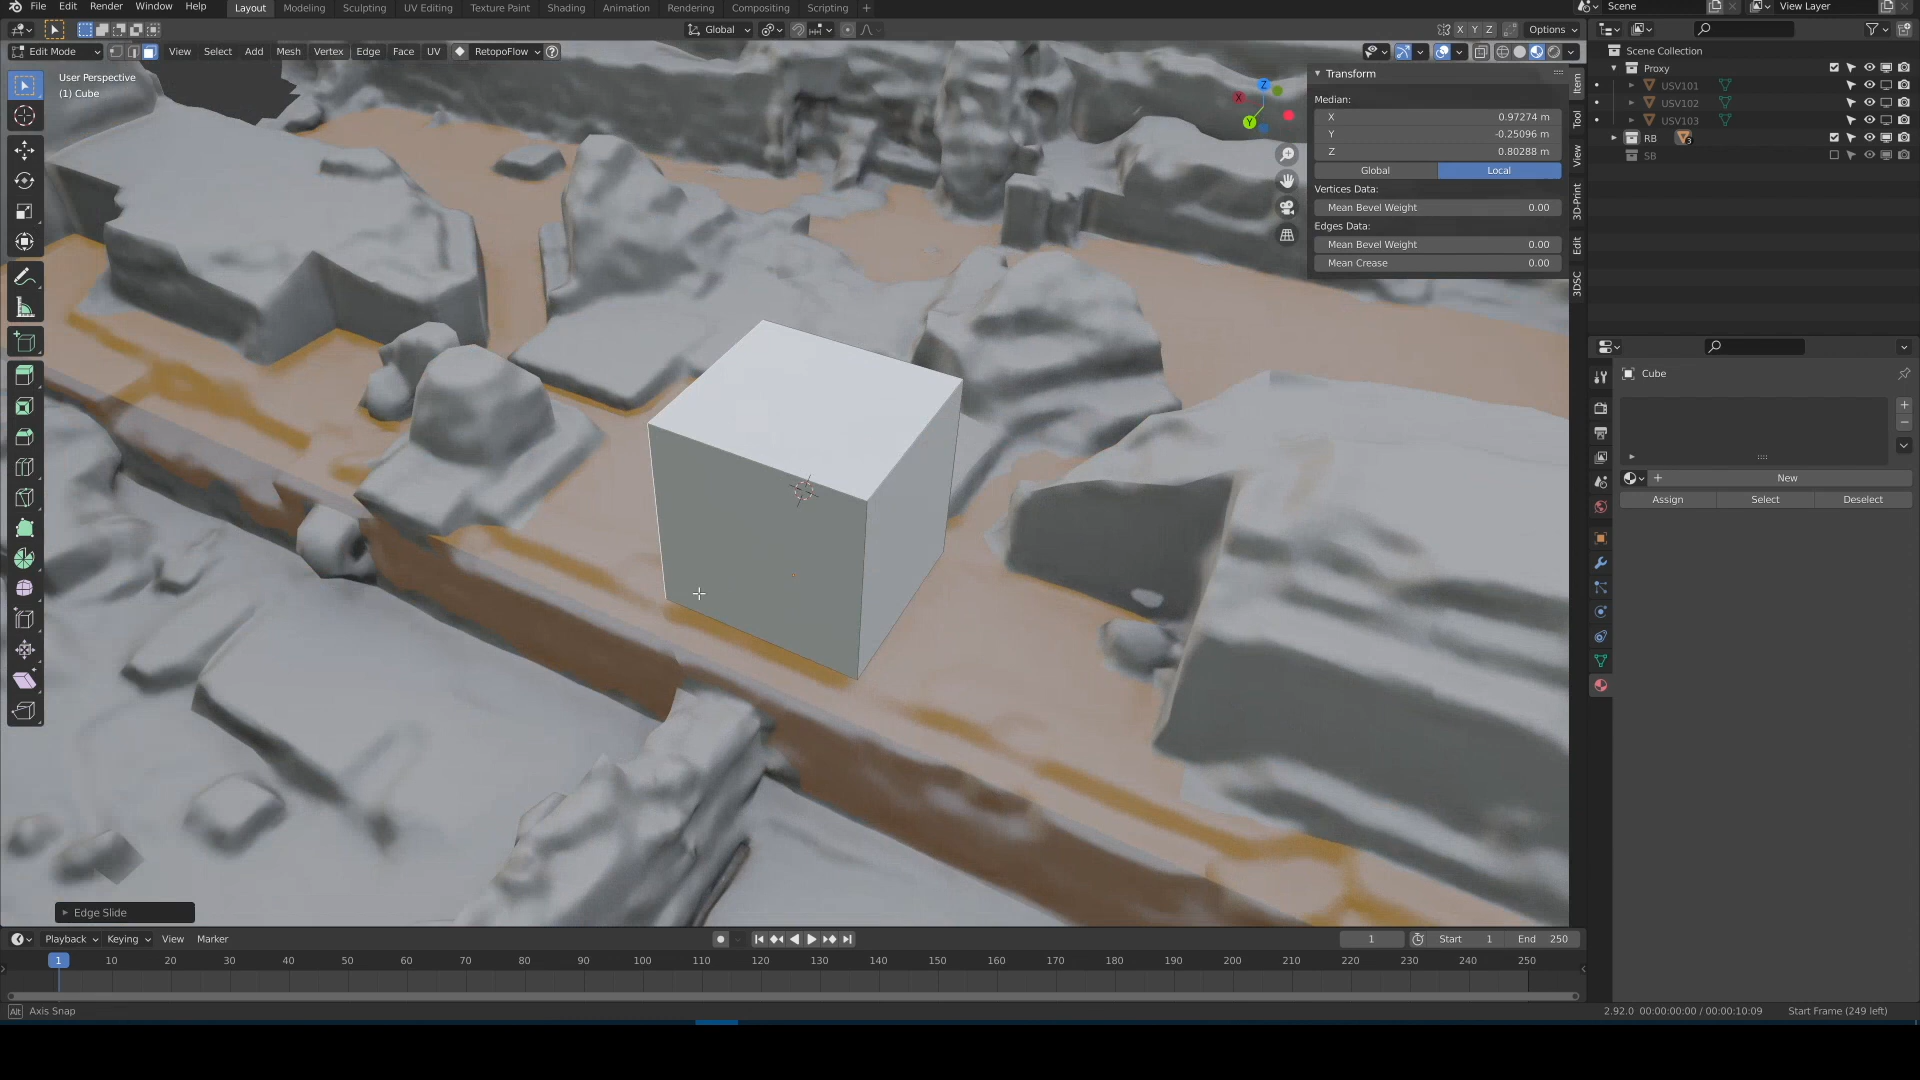 File Edit Render Window Help Layout Modeling Sculpting UV Editing Texture Paint Shading Animation Rendering Compositing Scripting + Scene View Layer
Global Options
X Y Z
Edit Mode View Select Add Mesh Vertex Edge Face UV RetopoFlow
User Perspective
(1) Cube
X Y Z
Transform
Median:
X 0.97274 m
Y -0.25096 m
Z 0.80288 m
Global Local
Vertices Data:
Mean Bevel Weight 0.00
Edges Data:
Mean Bevel Weight 0.00
Mean Crease 0.00
Item
Tool
View
3D-Print
Edit
3DSC
Scene Collection
Proxy
USV101
USV102
USV103
RB 3
SB
Cube
+ New
Assign Select Deselect
Edge Slide
Playback Keying View Marker 1 Start 1 End 250
1 10 20 30 40 50 60 70 80 90 100 110 120 130 140 150 160 170 180 190 200 210 220 230 240 250
Alt Axis Snap 2.92.0 00:00:00:00 / 00:00:10:09 Start Frame (249 left)